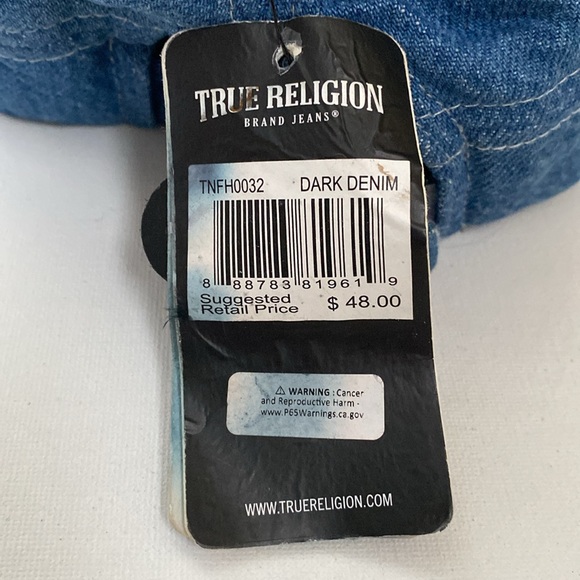 TRUE RELIGION
BRAND JEANS®
TNFH0032 DARK DENIM
8 88783 81961 9
Suggested
Retail Price $ 48.00
⚠ WARNING : Cancer
and Reproductive Harm -
www.P65Warnings.ca.gov
WWW.TRUERELIGION.COM